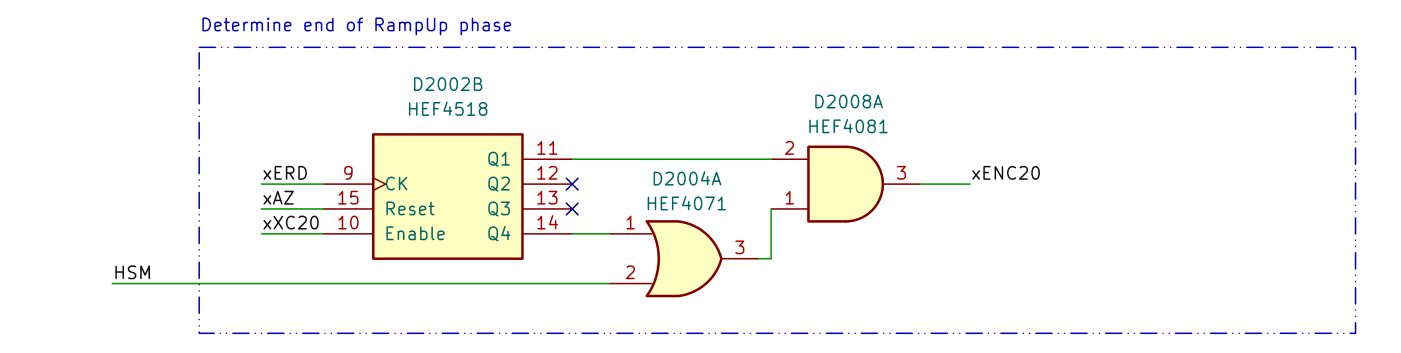 Determine end of RampUp phase
D2002B
HEF4518
D2008A
HEF4081
Q1
11
2
xERD
9
CK
Q2
12
3
xENC20
D2004A
HEF4071
xAZ
15
Reset
Q3
13
1
xXC20
10
Enable
Q4
14
1
3
HSM
2